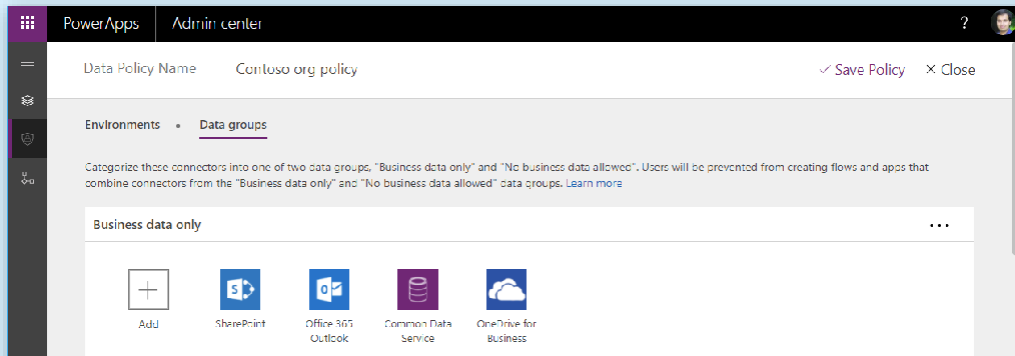 PowerApps Admin center ?
Data Policy Name Contoso org policy Save Policy Close
Environments Data groups
Categorize these connectors into one of two data groups, "Business data only" and "No business data allowed". Users will be prevented from creating flows and apps that
combine connectors from the "Business data only" and "No business data allowed" data groups. Learn more
Business data only
Add
SharePoint
Office 365
Outlook
Common Data
Service
OneDrive for
Business